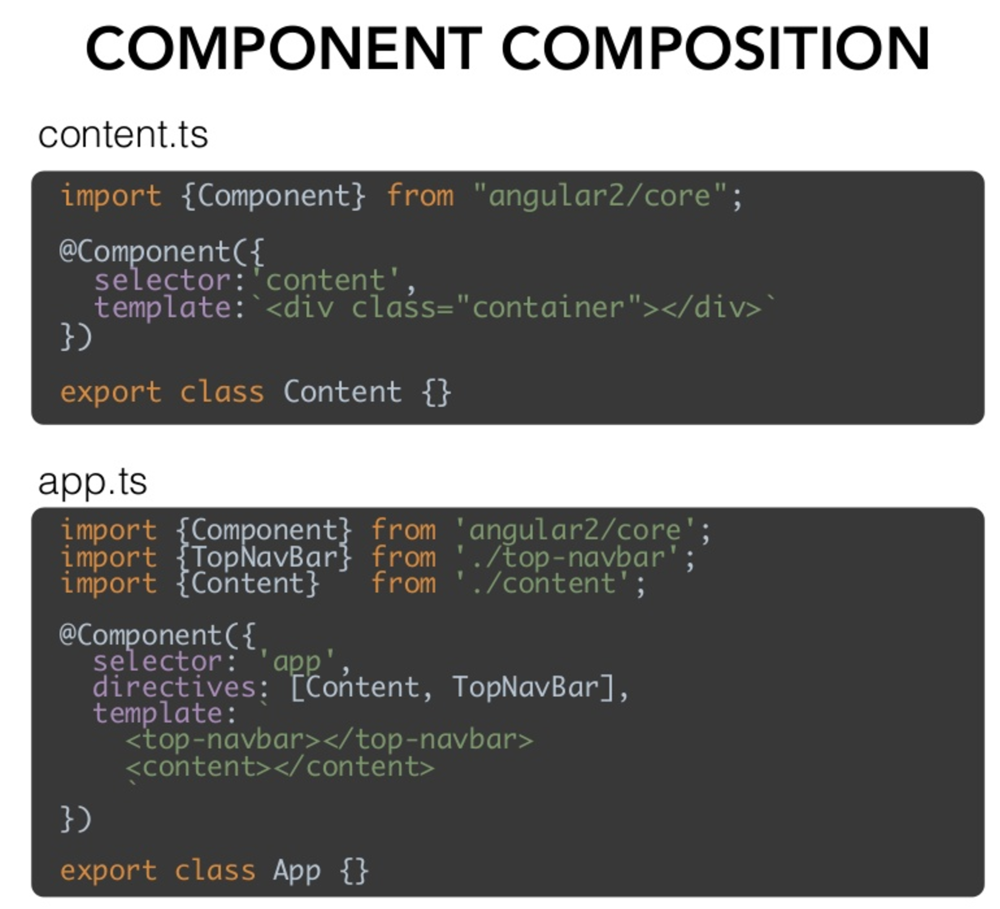 COMPONENT COMPOSITION
content.ts
import {Component} from "angular2/core";
@Component({
  selector:'content',
  template:`<div class="container"></div>`
})
export class Content {}
app.ts
import {Component} from 'angular2/core';
import {TopNavBar} from './top-navbar';
import {Content}   from './content';
@Component({
  selector: 'app',
  directives: [Content, TopNavBar],
  template: `
    <top-navbar></top-navbar>
    <content></content>
    `
})
export class App {}